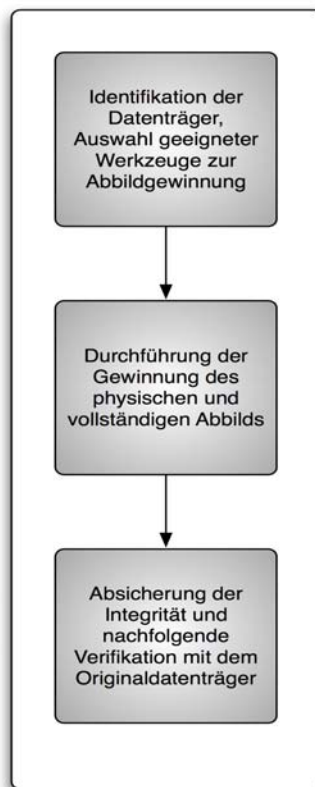 Identifikation der
Datenträger,
Auswahl geeigneter
Werkzeuge zur
Abbildgewinnung
Durchführung der
Gewinnung des
physischen und
vollständigen Abbilds
Absicherung der
Integrität und
nachfolgende
Verifikation mit dem
Originaldatenträger